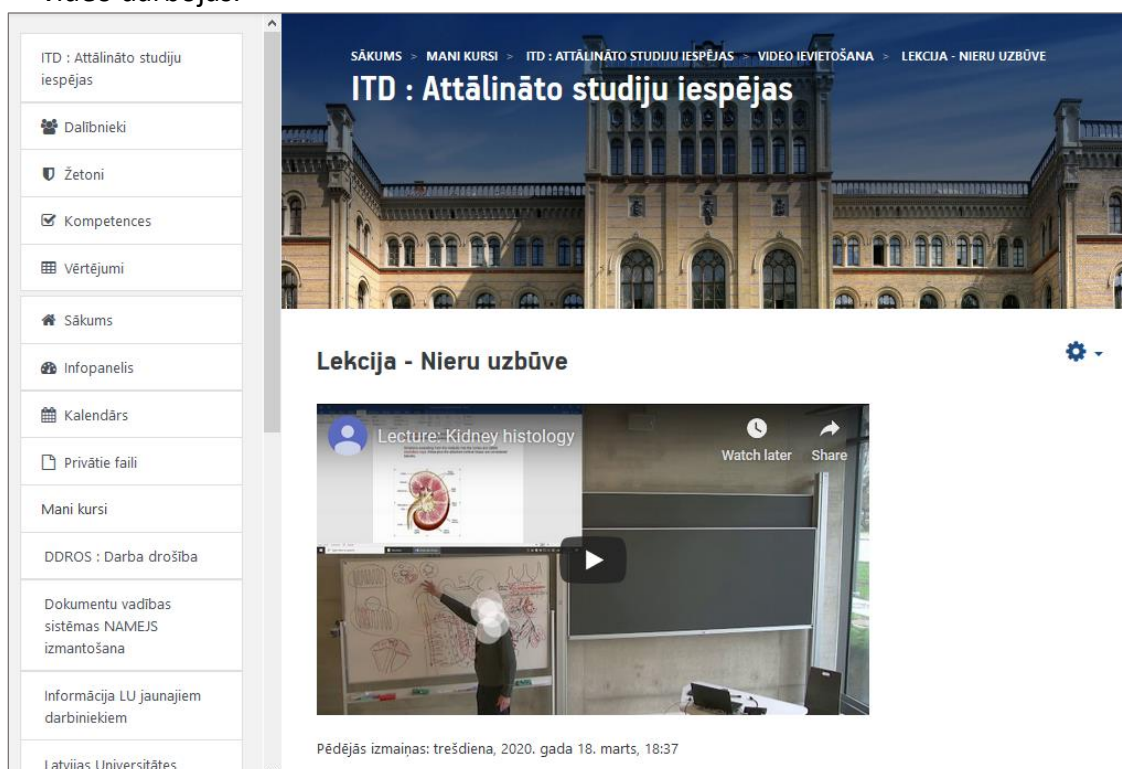 ITD : Attālināto studiju
iespējas
Dalībnieki
Žetoni
Kompetences
Vērtējumi
Sākums
Infopanelis
Kalendārs
Privātie faili
Mani kursi
DDROS : Darba drošība
Dokumentu vadības
sistēmas NAMEJS
izmantošana
Informācija LU jaunajiem
darbiniekiem
Latvijas Universitātes
SĀKUMS > MANI KURSI > ITD : ATTĀLINĀTO STUDIJU IESPĒJAS > VIDEO IEVIETOŠANA > LEKCIJA - NIERU UZBŪVE
ITD : Attālināto studiju iespējas
Lekcija - Nieru uzbūve
Lecture: Kidney histology
Watch later Share
Pēdējās izmaiņas: trešdiena, 2020. gada 18. marts, 18:37